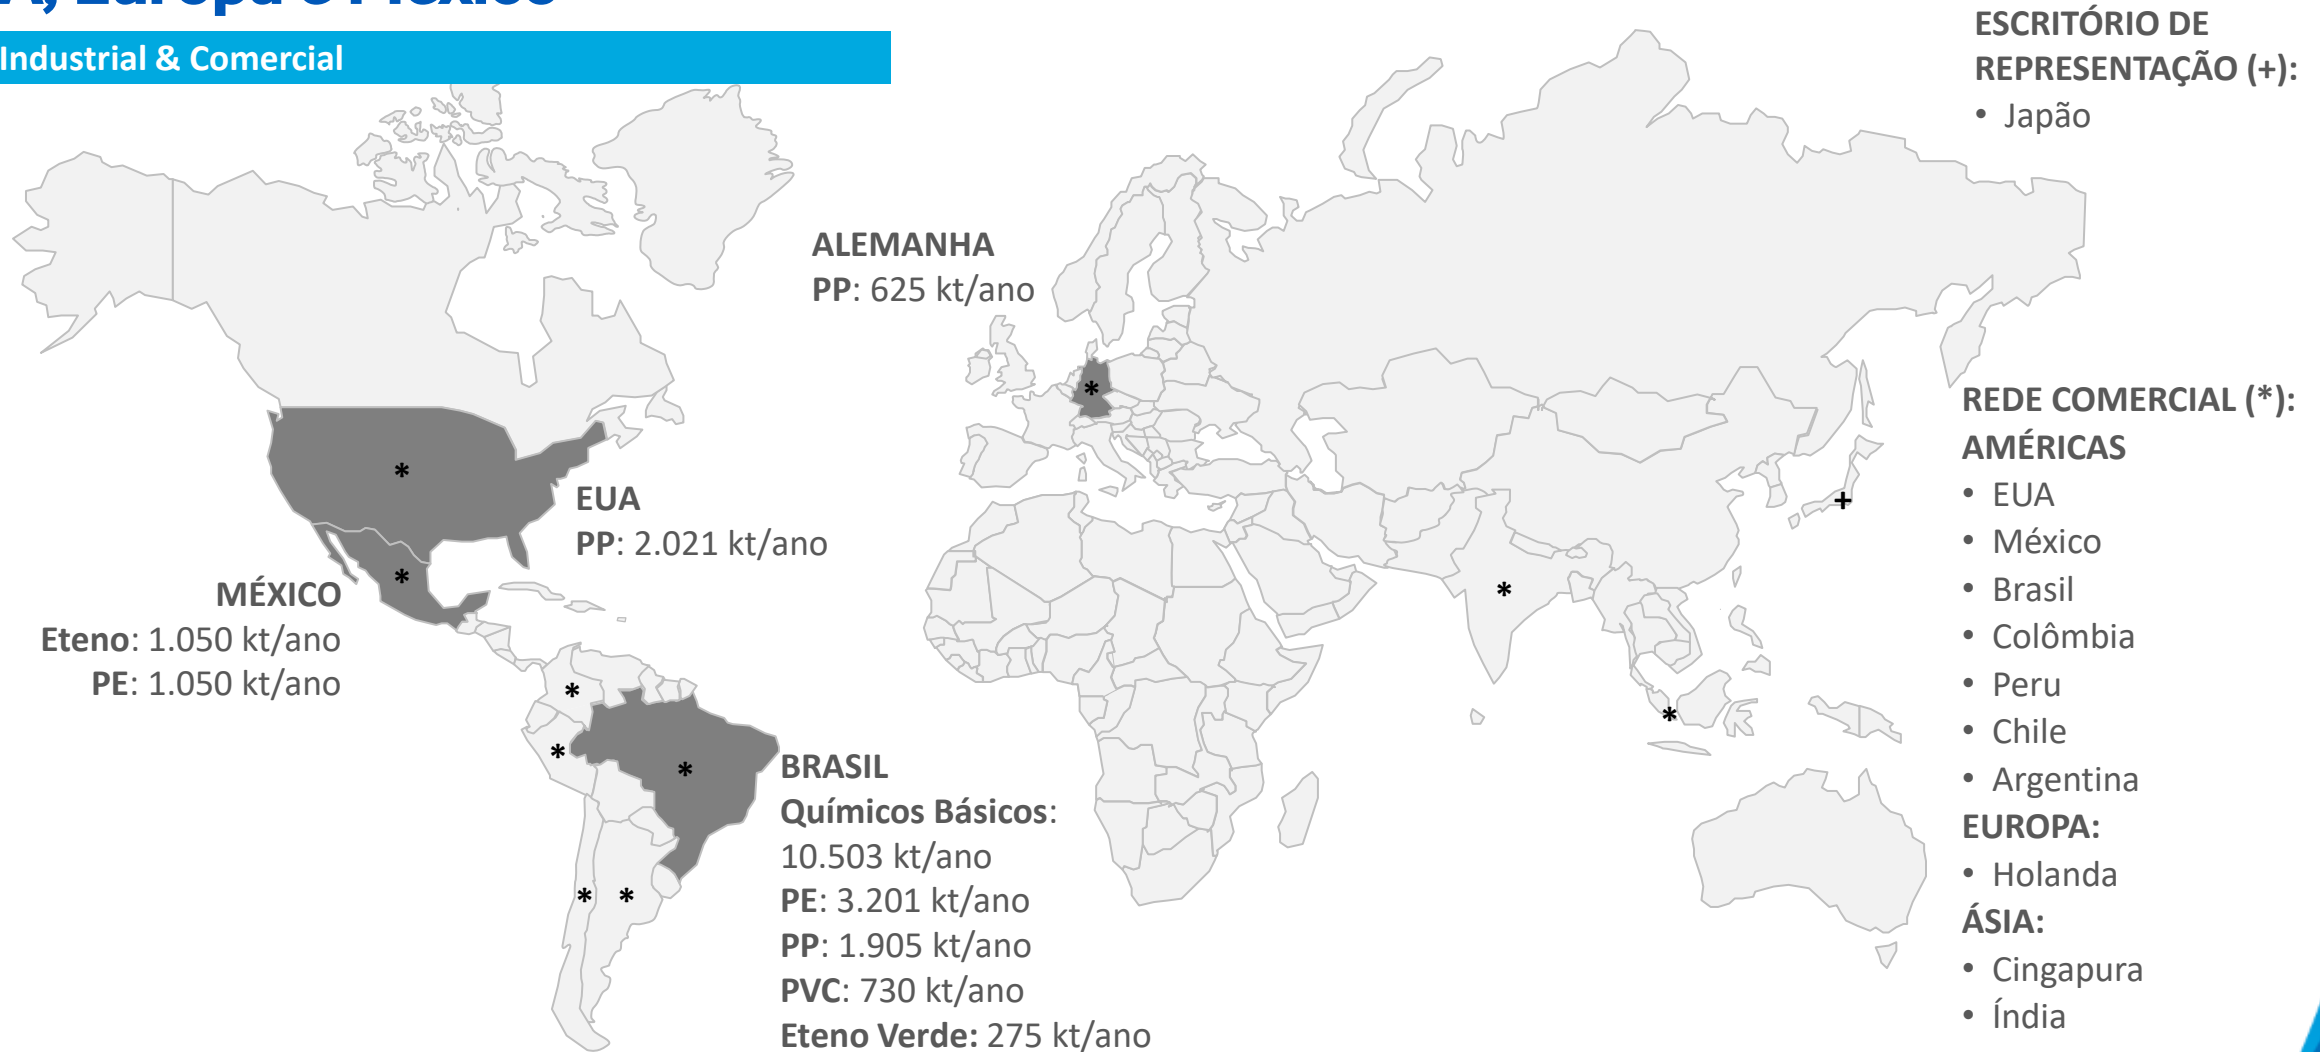 Industrial & Comercial
ESCRITÓRIO DE
REPRESENTAÇÃO (+):
• Japão
ALEMANHA
PP: 625 kt/ano
EUA
PP: 2.021 kt/ano
MÉXICO
Eteno: 1.050 kt/ano
PE: 1.050 kt/ano
BRASIL
Químicos Básicos:
10.503 kt/ano
PE: 3.201 kt/ano
PP: 1.905 kt/ano
PVC: 730 kt/ano
Eteno Verde: 275 kt/ano
REDE COMERCIAL (*):
AMÉRICAS
• EUA
• México
• Brasil
• Colômbia
• Peru
• Chile
• Argentina
EUROPA:
• Holanda
ÁSIA:
• Cingapura
• Índia